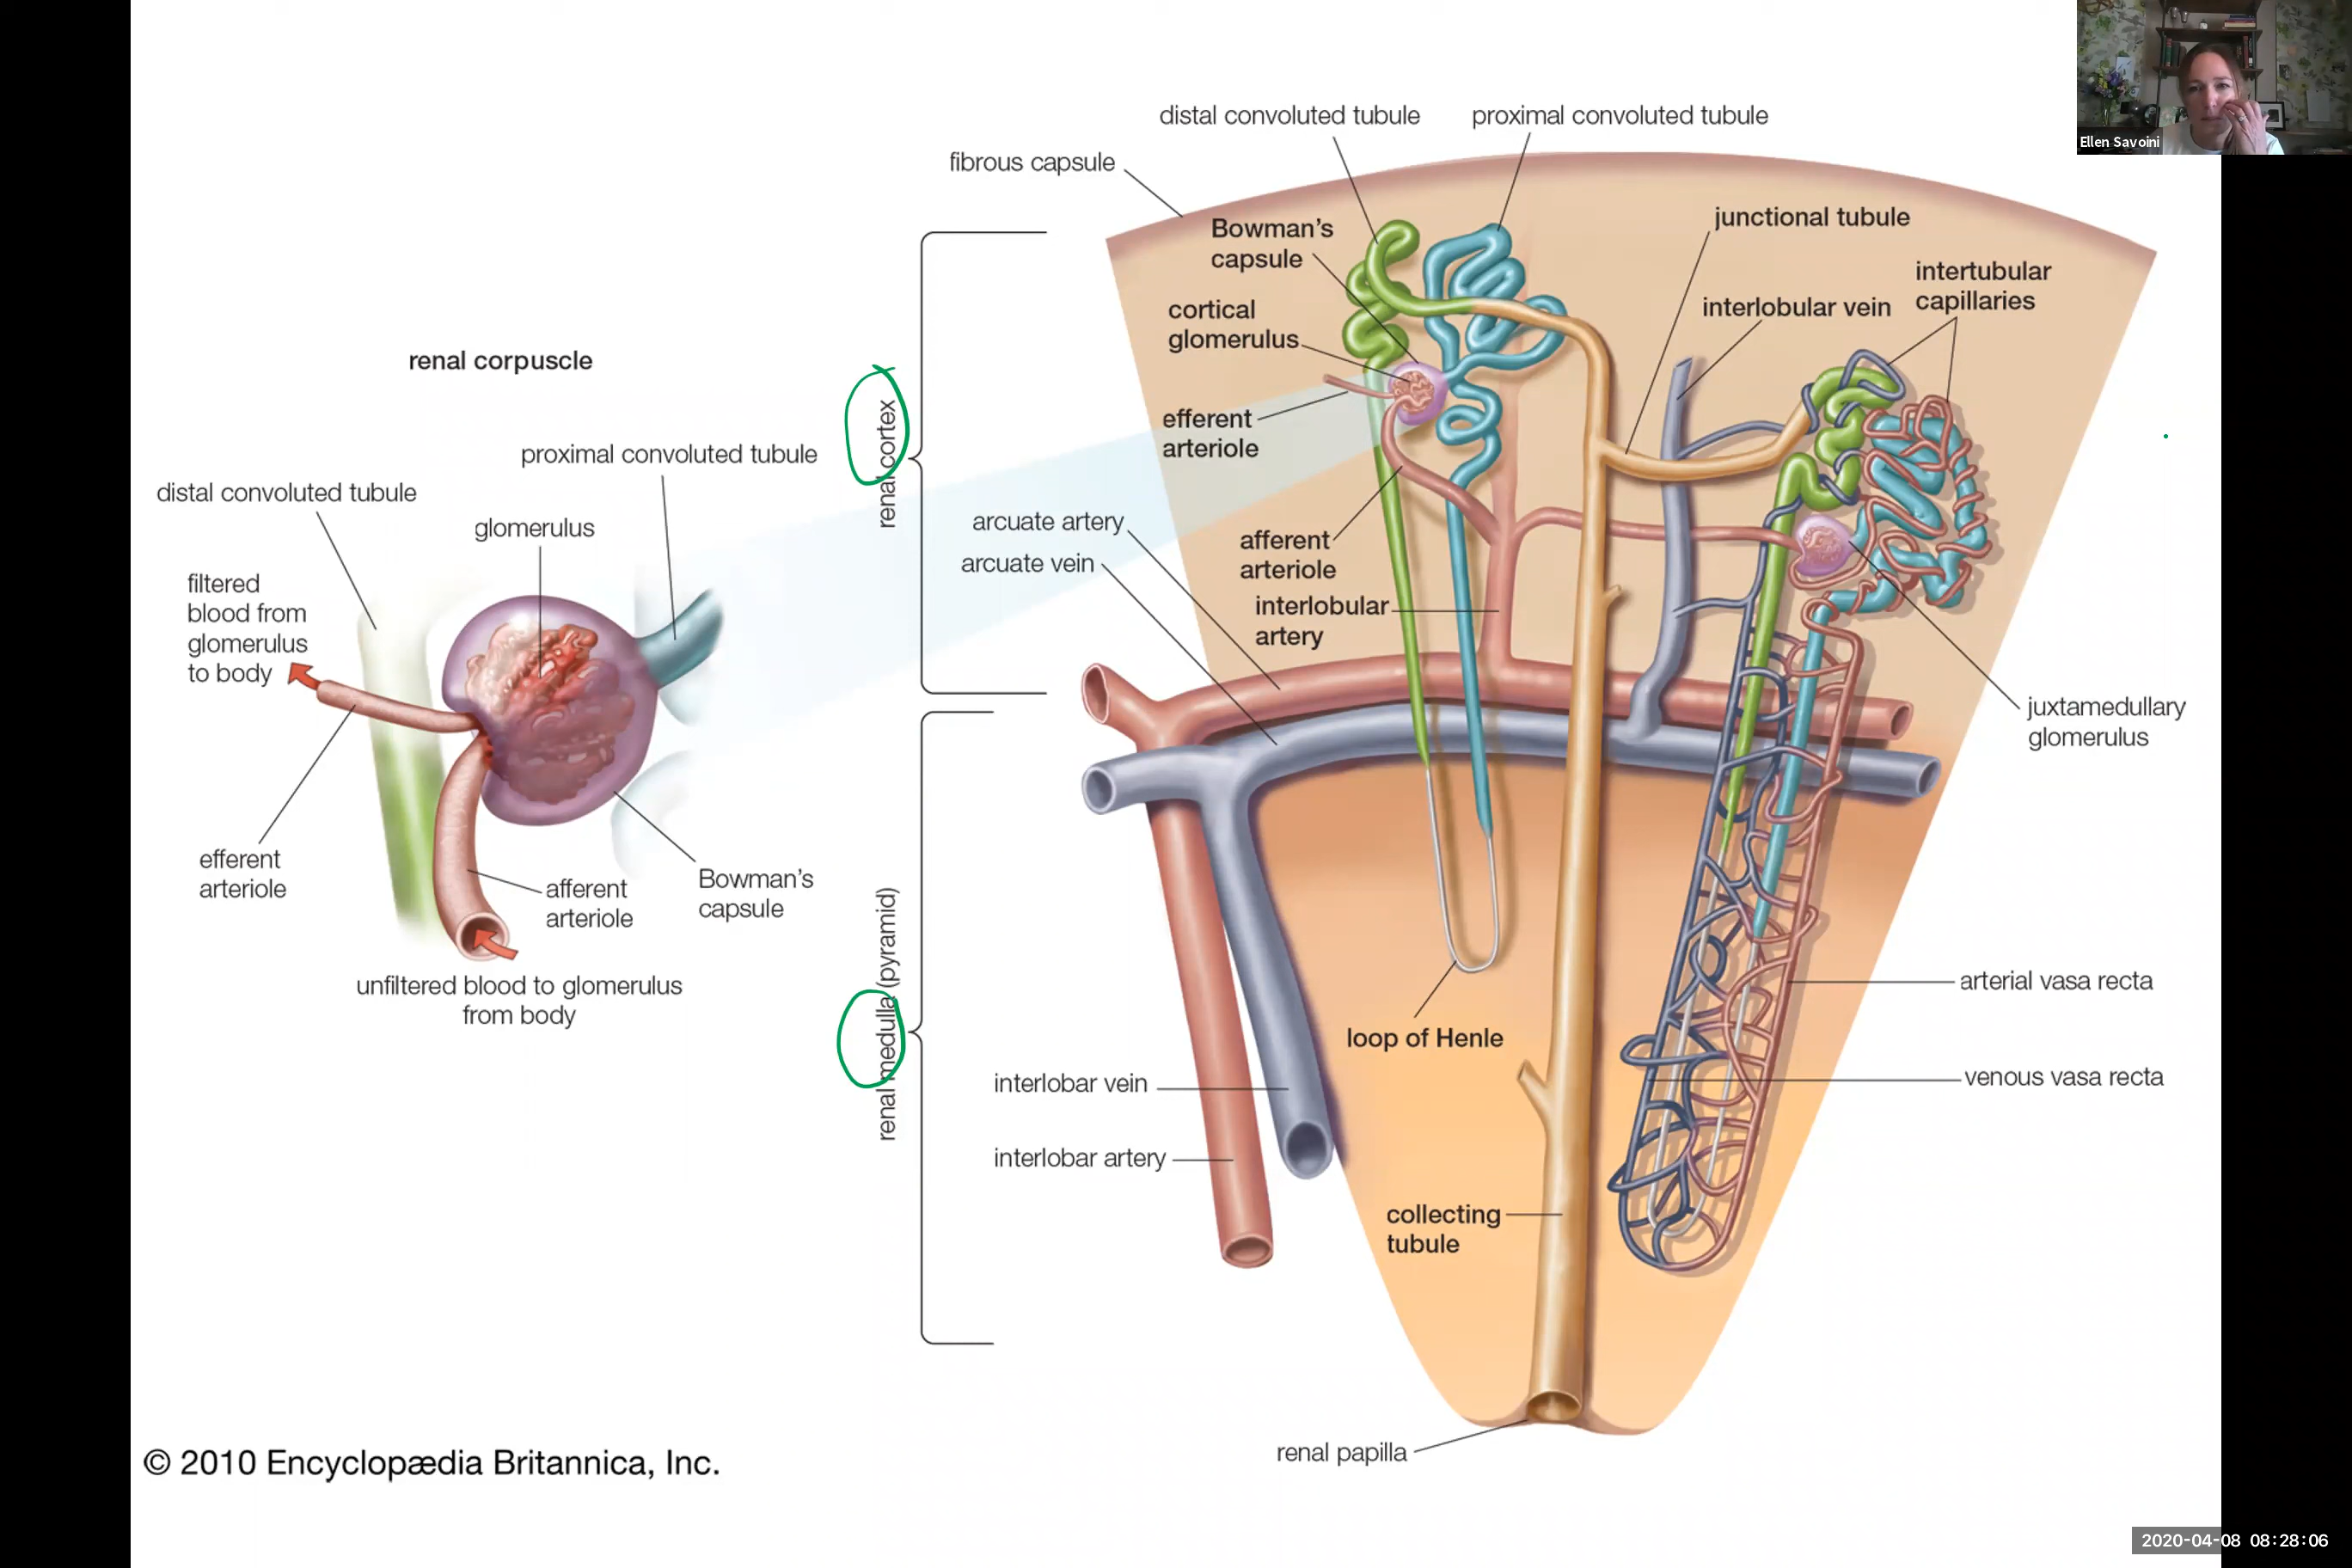 Ellen Savoini
distal convoluted tubule
proximal convoluted tubule
fibrous capsule
Bowman's
capsule
junctional tubule
intertubular
capillaries
interlobular vein
cortical
glomerulus
efferent
arteriole
renal cortex
arcuate artery
arcuate vein
afferent
arteriole
interlobular
artery
juxtamedullary
glomerulus
renal corpuscle
proximal convoluted tubule
distal convoluted tubule
glomerulus
filtered
blood from
glomerulus
to body
efferent
arteriole
afferent
arteriole
Bowman's
capsule
unfiltered blood to glomerulus
from body
renal medulla (pyramid)
arterial vasa recta
loop of Henle
venous vasa recta
interlobar vein
interlobar artery
collecting
tubule
renal papilla
© 2010 Encyclopædia Britannica, Inc.
2020-04-08 08:28:06